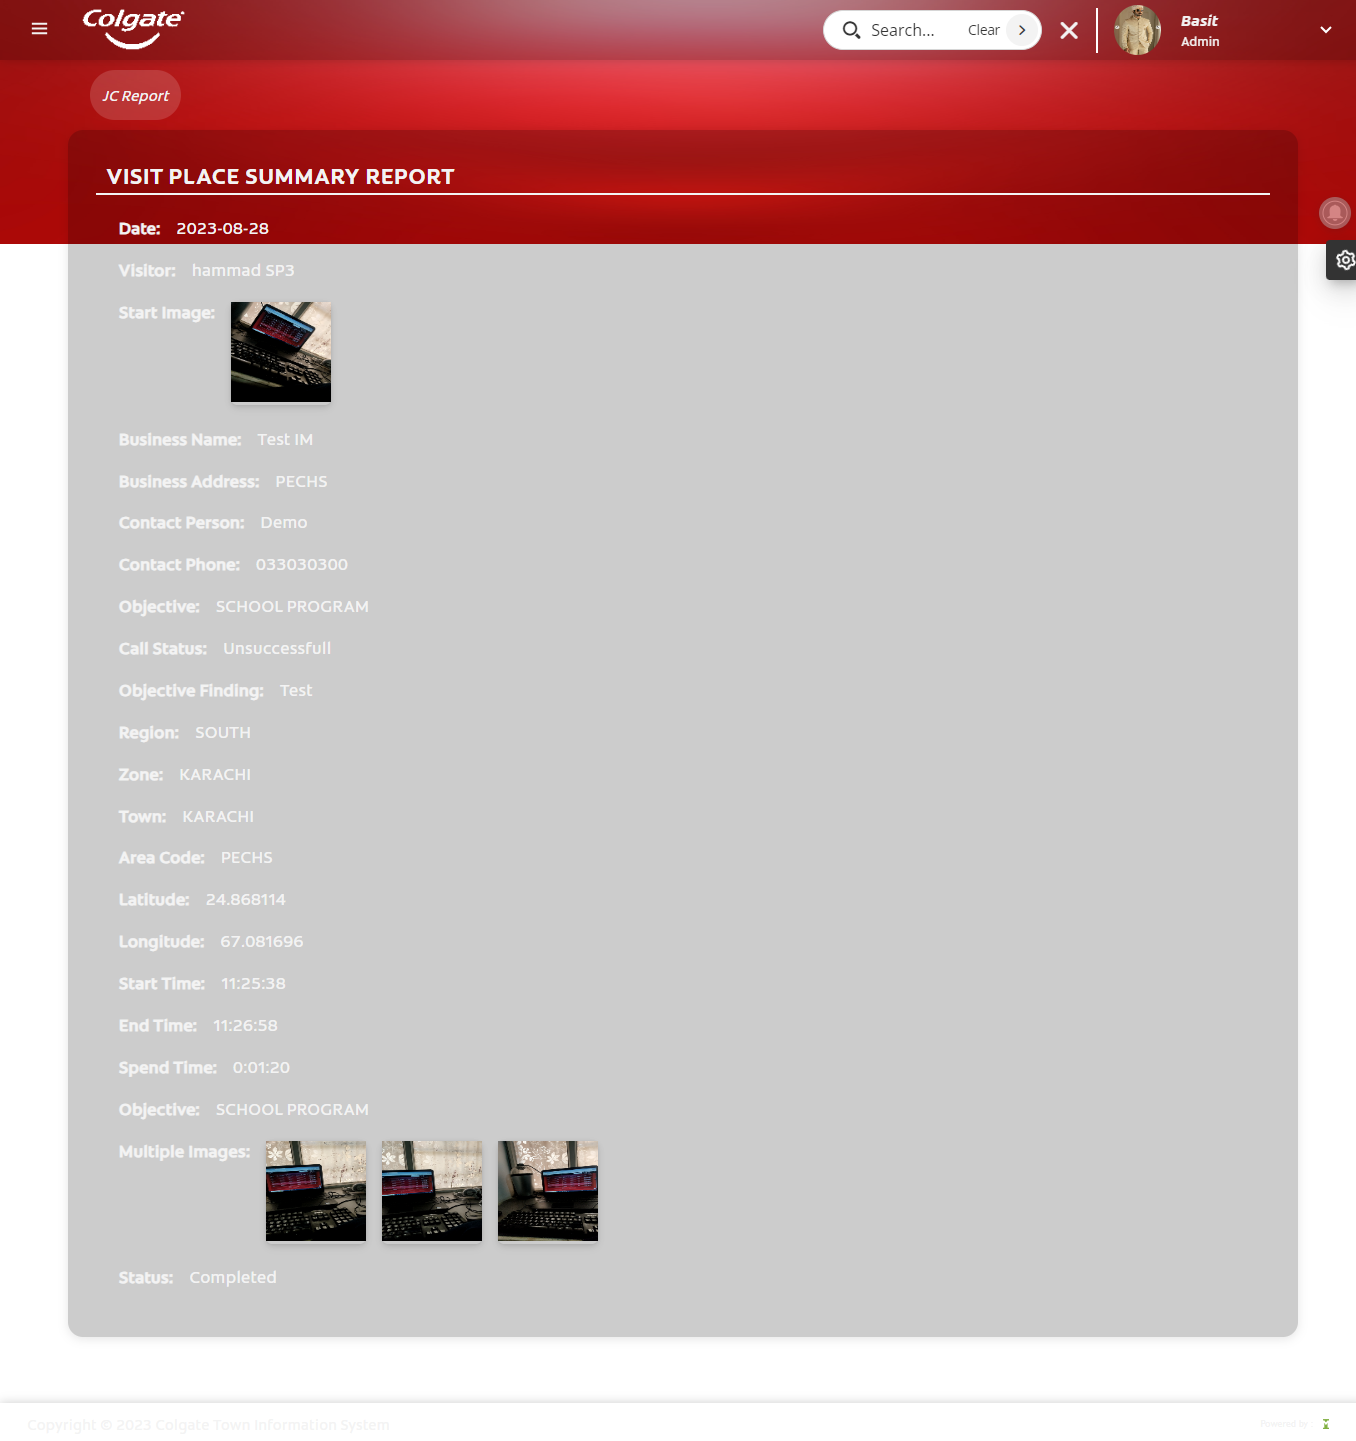 Colgate
Search...
Clear
Basit
Admin
JC Report
VISIT PLACE SUMMARY REPORT
Date: 2023-08-28
Visitor: hammad SP3
Start Image:
Business Name: Test IM
Business Address: PECHS
Contact Person: Demo
Contact Phone: 033030300
Objective: SCHOOL PROGRAM
Call Status: Unsuccessfull
Objective Finding: Test
Region: SOUTH
Zone: KARACHI
Town: KARACHI
Area Code: PECHS
Latitude: 24.868114
Longitude: 67.081696
Start Time: 11:25:38
End Time: 11:26:58
Spend Time: 0:01:20
Objective: SCHOOL PROGRAM
Multiple Images:
Status: Completed
Copyright © 2023 Colgate Town Information System
Powered by